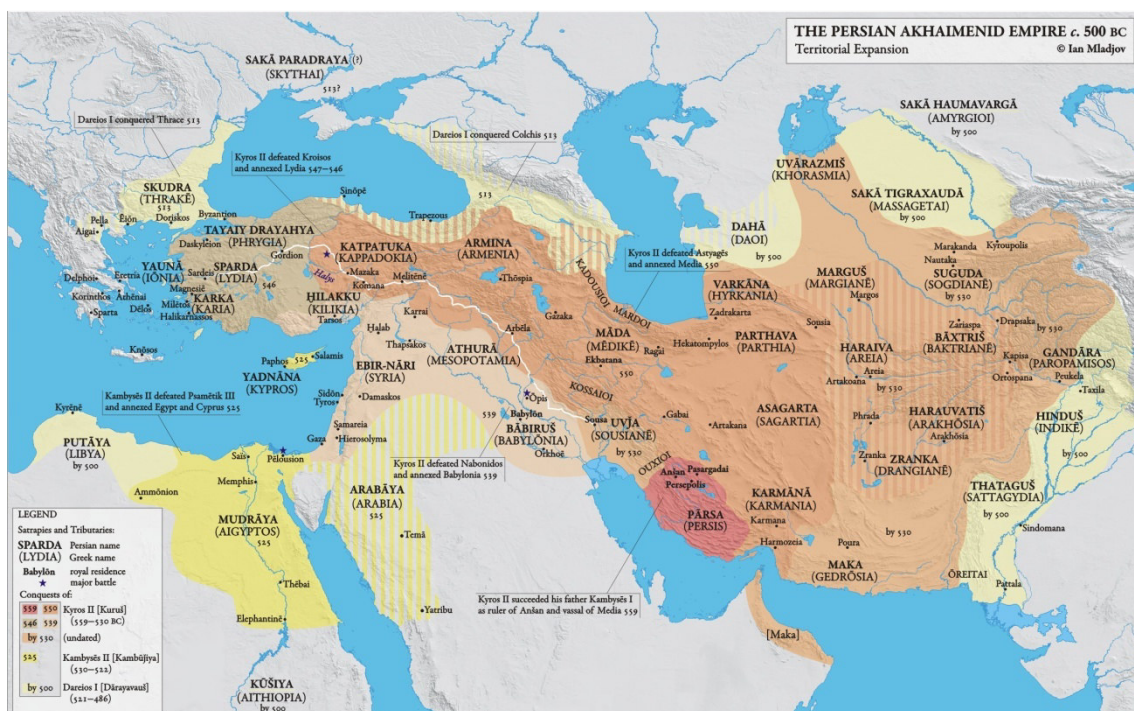 THE PERSIAN AKHAIMENID EMPIRE c. 500 BC
Territorial Expansion
© Ian Mladjov
SAKĀ PARADRAYA (?)
(SKYTHAI)
513?
Dareios I conquered Thrace 513
Dareios I conquered Colchis 513
SAKĀ HAUMAVARGĀ
(AMYRGIOI)
by 500
Kyros II defeated Kroisos
and annexed Lydia 547–546
UVĀRAZMIŠ
(KHORASMIA)
SKUDRA
(THRAKĒ)
513
Sinōpē
513
SAKĀ TIGRAXAUDĀ
(MASSAGETAI)
by 500
Pella
Aigai
Ēiōn
Doriskos
Byzantion
Trapezous
DAHĀ
(DAOI)
by 500
TAYAIY DRAYAHYA
(PHRYGIA)
Daskyleion
Gordion
KATPATUKA
(KAPPADOKIA)
ARMINA
(ARMENIA)
Kyros II defeated Astyagēs
and annexed Media 550
Marakanda
Kyroupolis
Nautaka
YAUNĀ
(IŌNIA)
SPARDA
(LYDIA)
Sardeis
546
Halys
Mazaka
Komana
Melitēnē
Thōspia
KADOUSIOI
MARDOI
VARKĀNA
(HYRKANIA)
Zadrakarta
MARGUŠ
(MARGIANĒ)
Margos
SUGUDA
(SOGDIANĒ)
by 530
Delphoi
Eretria
Korinthos
Athēnai
Sparta
Dēlos
Magnesiē
Milētos
Halikarnassos
KARKA
(KARIA)
ḪILAKKU
(KILIKIA)
Tarsos
Karrai
Gazaka
Arbēla
MĀDA
(MĒDIKĒ)
Ragai
Ekbatana
550
Hekatompylos
PARTHAVA
(PARTHIA)
Sousia
Zariaspa
Drapsaka
by 530
BĀXTRIŠ
(BAKTRIANĒ)
Kapisa
Ortospana
GANDĀRA
(PAROPAMISOS)
Peukela
Taxila
Knōsos
Ḫalab
Thapsakos
ATHURĀ
(MESOPOTAMIA)
HARAIVA
(AREIA)
Areia
Artakoana
by 530
Paphos
Salamis
525
YADNĀNA
(KYPROS)
EBIR-NĀRI
(SYRIA)
Damaskos
Sidōn
Tyros
KOSSAIOI
Kambysēs II defeated Psamētik III
and annexed Egypt and Cyprus 525
539
Ōpis
Babylōn
BĀBIRUŠ
(BABYLŌNIA)
Orkhoē
Sousa
UVJA
(SOUSIANĒ)
by 530
Gabai
Artakana
ASAGARTA
(SAGARTIA)
Phrada
HARAUVATIŠ
(ARAKHŌSIA)
Arakhōsia
HINDUŠ
(INDIKĒ)
by 500
Kyrēnē
PUTĀYA
(LIBYA)
by 500
Samareia
Hierosolyma
Gaza
Pēlousion
Saïs
Memphis
Ammōnion
Kyros II defeated Nabonidos
and annexed Babylonia 539
OUXIOI
Anšan
Pasargadai
Persepolis
Zranka
ZRANKA
(DRANGIANĒ)
THATAGUŠ
(SATTAGYDIA)
by 500
MUDRĀYA
(AIGYPTOS)
525
ARABĀYA
(ARABIA)
525
Temā
PĀRSA
(PERSIS)
KARMĀNĀ
(KARMANIA)
Karmana
Harmozeia
Poura
by 530
Sindomana
MAKA
(GEDRŌSIA)
ŌREITAI
Pattala
Thēbai
Elephantinē
Yatribu
Kyros II succeeded his father Kambysēs I
as ruler of Anšan and vassal of Media 559
[Maka]
KŪŠIYA
(AITHIOPIA)
by 500
LEGEND
Satrapies and Tributaries:
SPARDA Persian name
(LYDIA) Greek name
Babylōn royal residence
major battle
Conquests of:
559 550 Kyros II [Kuruš]
546 539 (559–530 BC)
by 530 (undated)
525 Kambysēs II [Kambūjiya]
(530–522)
by 500 Dareios I [Dārayavauš]
(521–486)